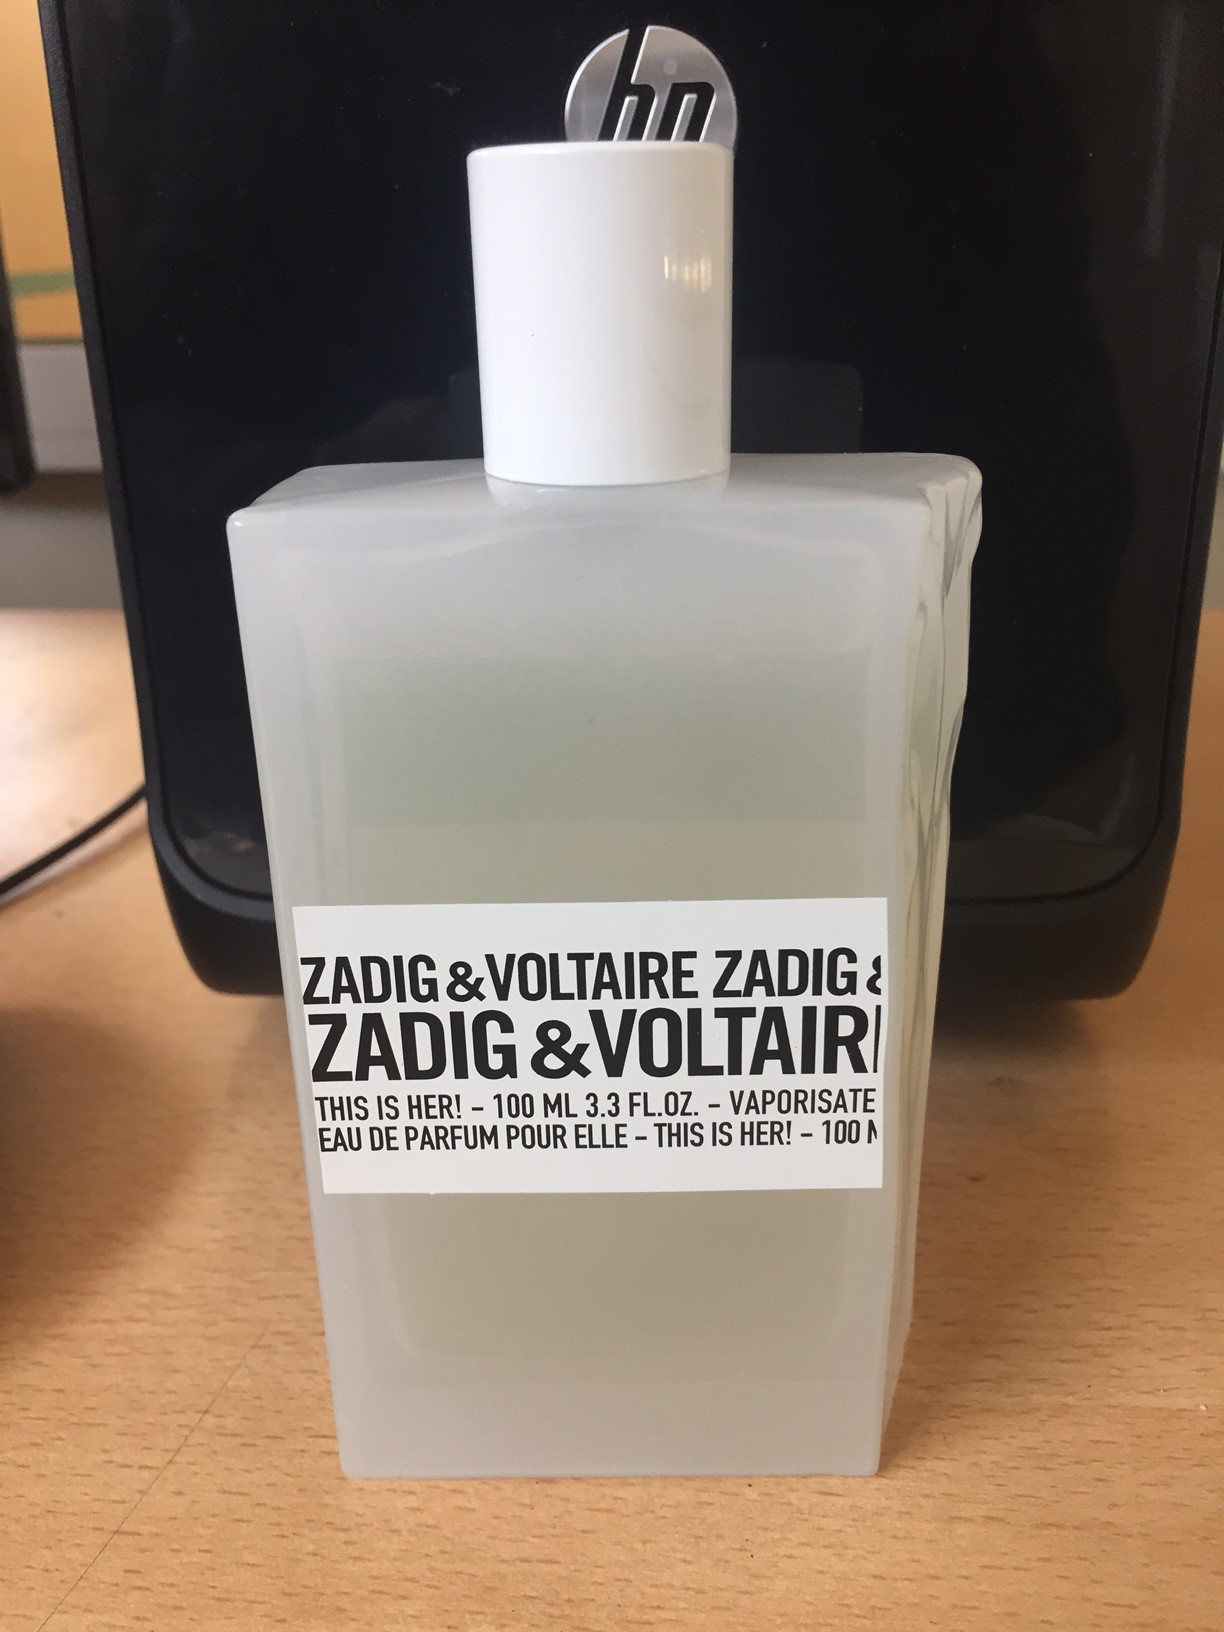 hp
ZADIG & VOLTAIRE ZADIG &
ZADIG & VOLTAIR
THIS IS HER! – 100 ML 3.3 FL.OZ. – VAPORISATE
EAU DE PARFUM POUR ELLE – THIS IS HER! – 100